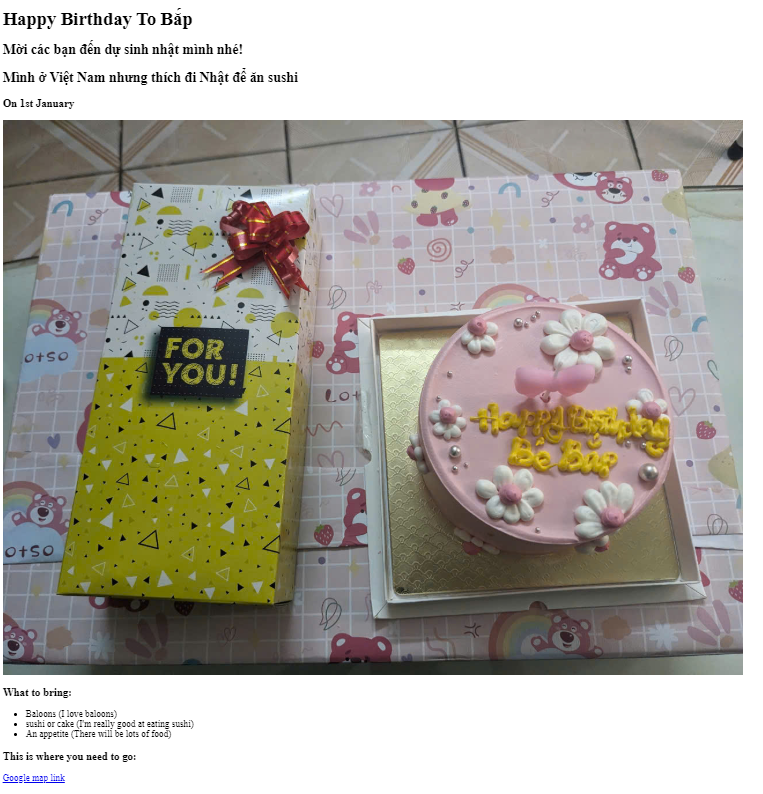 Happy Birthday To Bắp
Mời các bạn đến dự sinh nhật mình nhé!
Mình ở Việt Nam nhưng thích đi Nhật để ăn sushi
On 1st January
FOR
YOU!
OTSO
Lot
Happy Birthday
Bé Bắp
OTSO
What to bring:
Baloons (I love baloons)
sushi or cake (I'm really good at eating sushi)
An appetite (There will be lots of food)
This is where you need to go:
Google map link